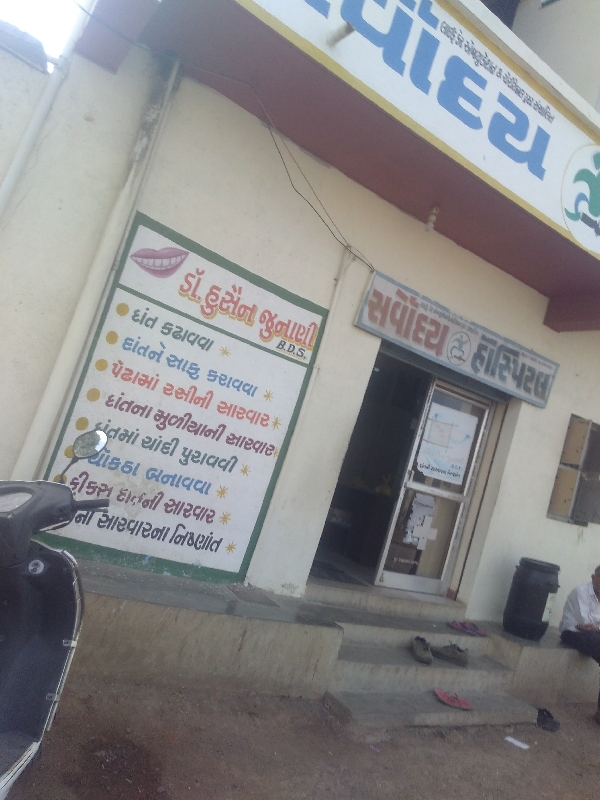 ર્વોદય
ડૉ. હુસૈન જુનાણી
B.D.S.
દાંત કઢાવવા
દાંતને સાફ કરાવવા
પેઢામાં રસીની સારવાર
દાંતના મુળીયાની સારવાર
દાંતમાં ચાંદી પુરાવવી
ચોકઠા બનાવવા
ફીકસ દાંતની સારવાર
સારવારના નિષ્ણાંત
સર્વોદય હોસ્પિટલ